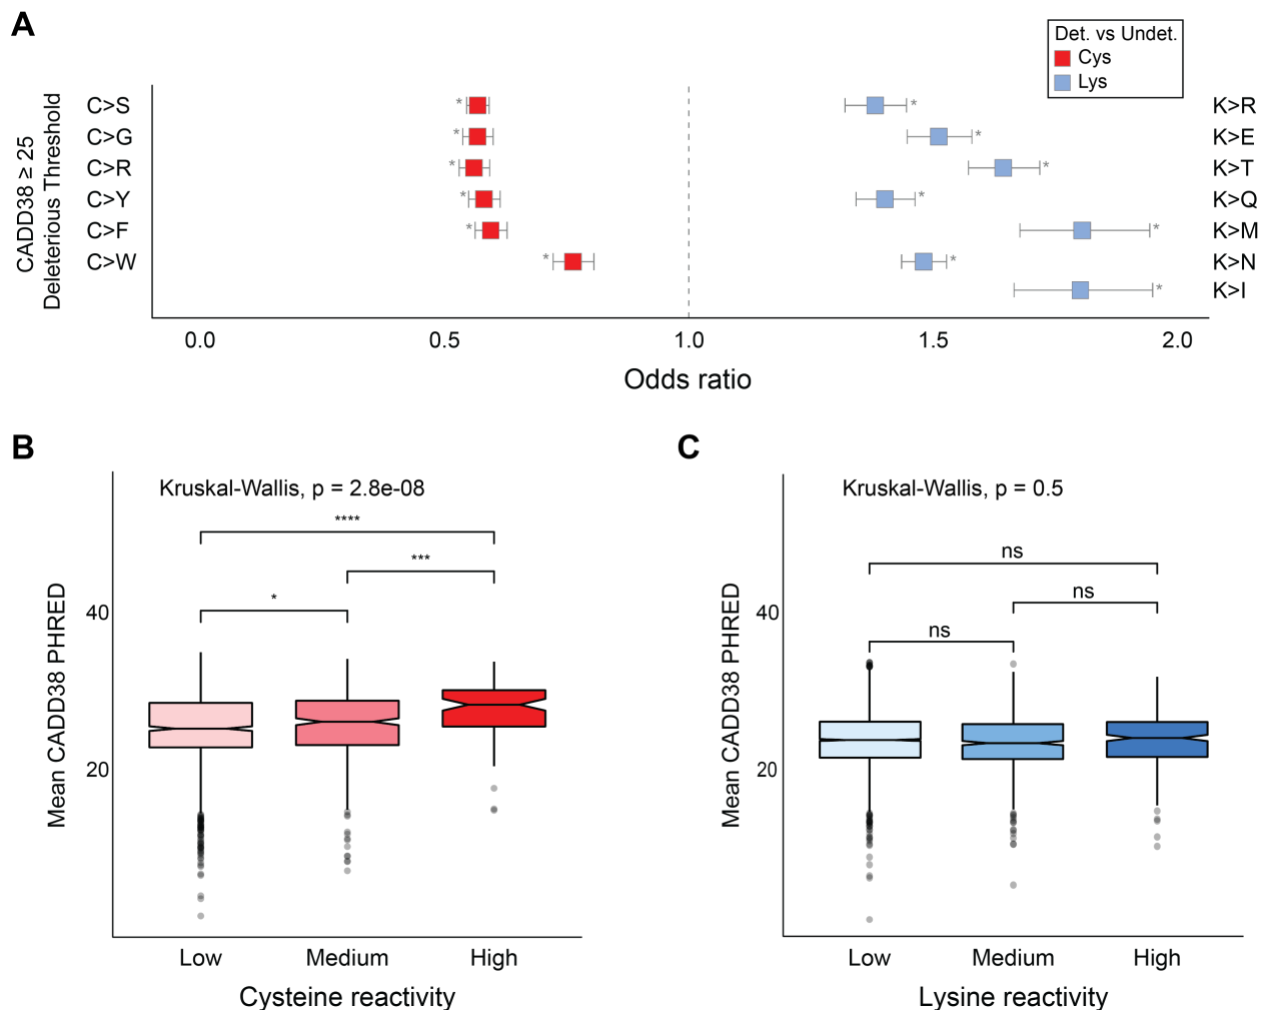 A
Det. vs Undet.
Cys
Lys
CADD38 ≥ 25
Deleterious Threshold
C>S
C>G
C>R
C>Y
C>F
C>W
*
*
*
*
*
*
*
*
*
*
*
*
*
K>R
K>E
K>T
K>Q
K>M
K>N
K>I
0.0
0.5
1.0
1.5
2.0
Odds ratio
B
Kruskal-Wallis, p = 2.8e-08
****
***
*
Mean CADD38 PHRED
40
20
Low
Medium
High
Cysteine reactivity
C
Kruskal-Wallis, p = 0.5
ns
ns
ns
Mean CADD38 PHRED
40
20
Low
Medium
High
Lysine reactivity